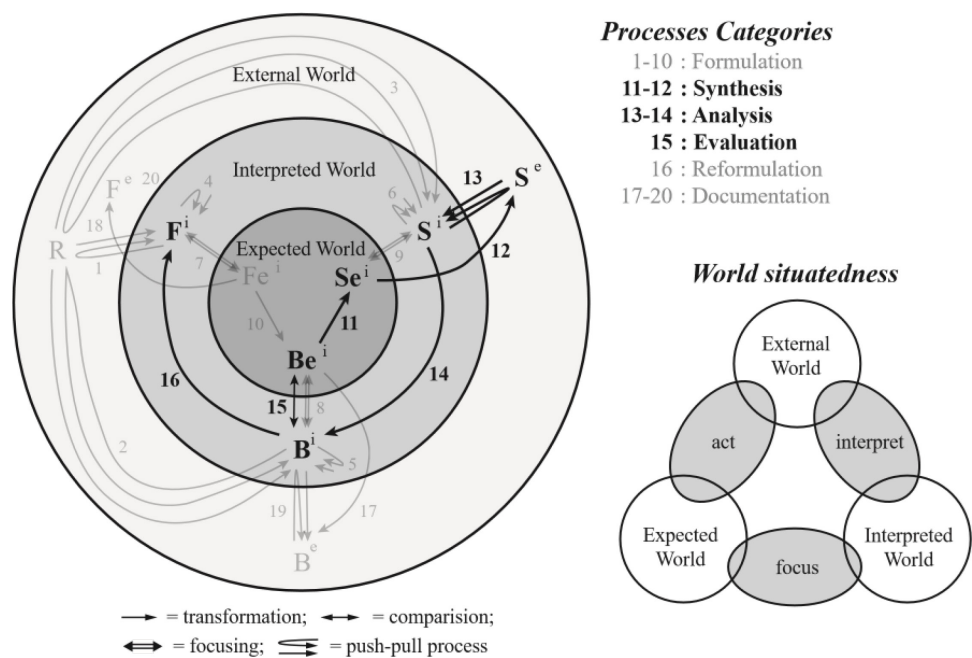 External World
Interpreted World
Expected World
R
F e
F i
Fe i
S e
S i
Se i
Be i
B i
B e
1
2
3
4
5
6
7
8
9
10
11
12
13
14
15
16
17
18
19
20
= transformation; = comparision;
= focusing; = push-pull process
Processes Categories
1-10 : Formulation
11-12 : Synthesis
13-14 : Analysis
15 : Evaluation
16 : Reformulation
17-20 : Documentation
World situatedness
External
World
act
interpret
Expected
World
Interpreted
World
focus